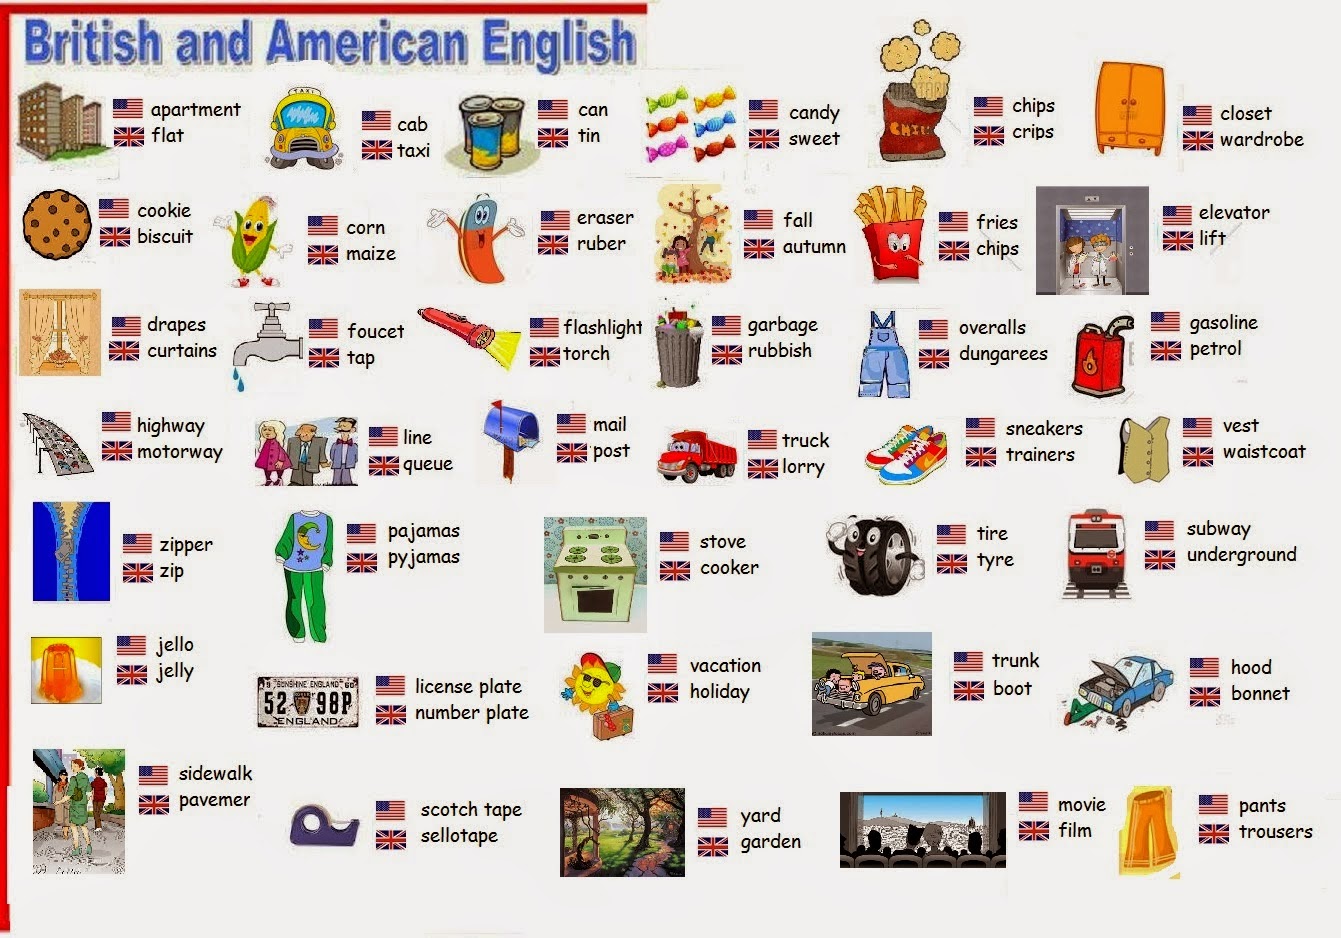 British and American English
apartment
flat
TAXI
cab
taxi
can
tin
candy
sweet
CHI
chips
crips
closet
wardrobe
cookie
biscuit
corn
maize
eraser
ruber
fall
autumn
fries
chips
elevator
lift
drapes
curtains
foucet
tap
flashlight
torch
garbage
rubbish
overalls
dungarees
gasoline
petrol
highway
motorway
line
queue
mail
post
truck
lorry
sneakers
trainers
vest
waistcoat
zipper
zip
pajamas
pyjamas
stove
cooker
tire
tyre
subway
underground
jello
jelly
SUNSHINE ENGLAND
52 98P
ENGLAND
license plate
number plate
vacation
holiday
trunk
boot
hood
bonnet
sidewalk
pavemer
scotch tape
sellotape
yard
garden
movie
film
pants
trousers